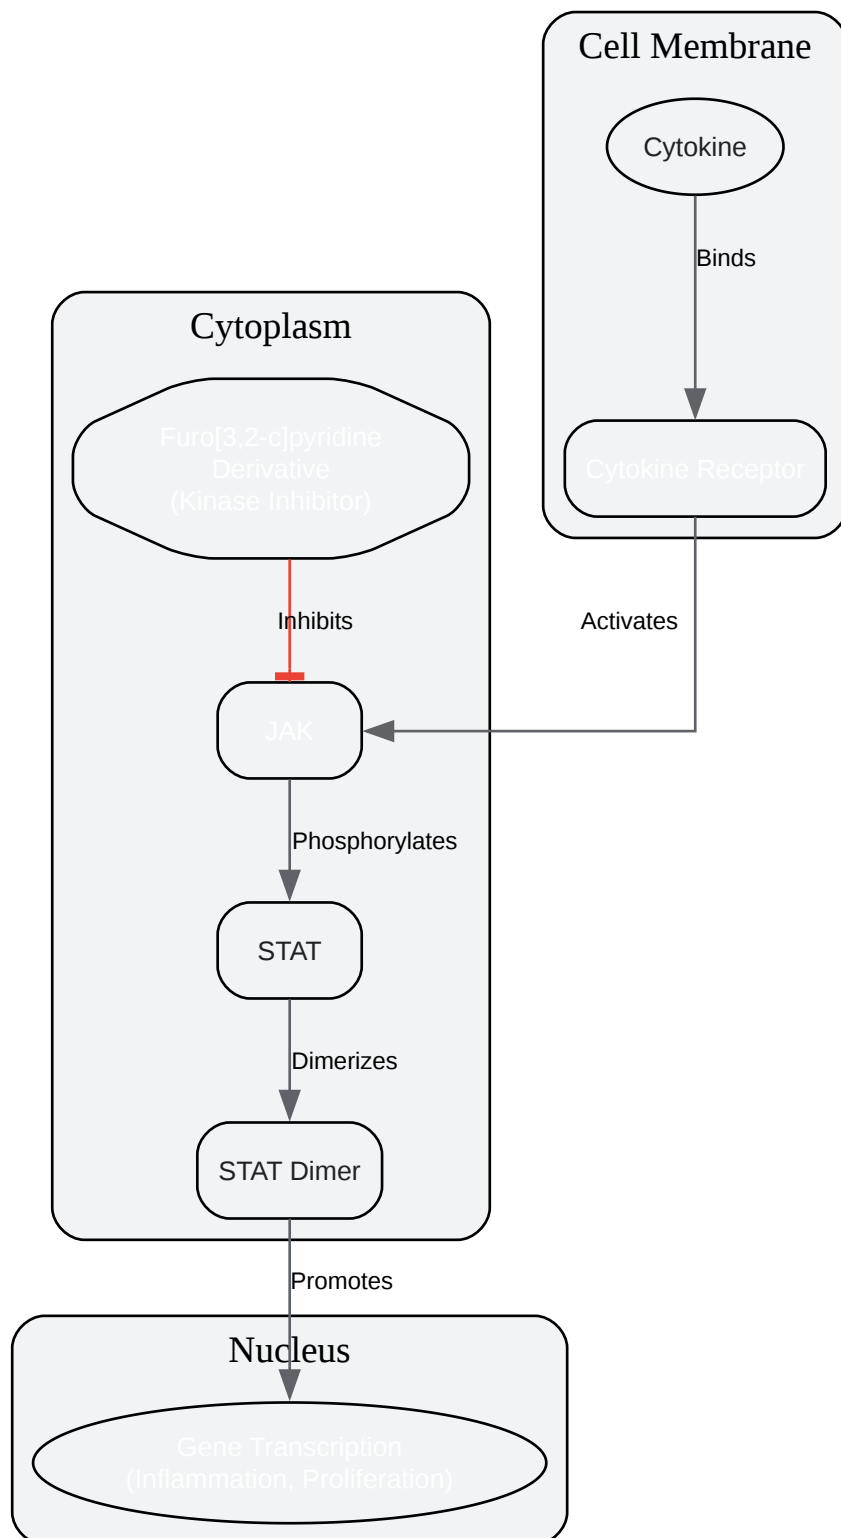 Cell Membrane
Cytokine
Binds
Cytoplasm
Furo[3,2-c]pyridine
Derivative
(Kinase Inhibitor)
Cytokine Receptor
Inhibits
Activates
JAK
Phosphorylates
STAT
Dimerizes
STAT Dimer
Promotes
Nucleus
Gene Transcription
(Inflammation, Proliferation)